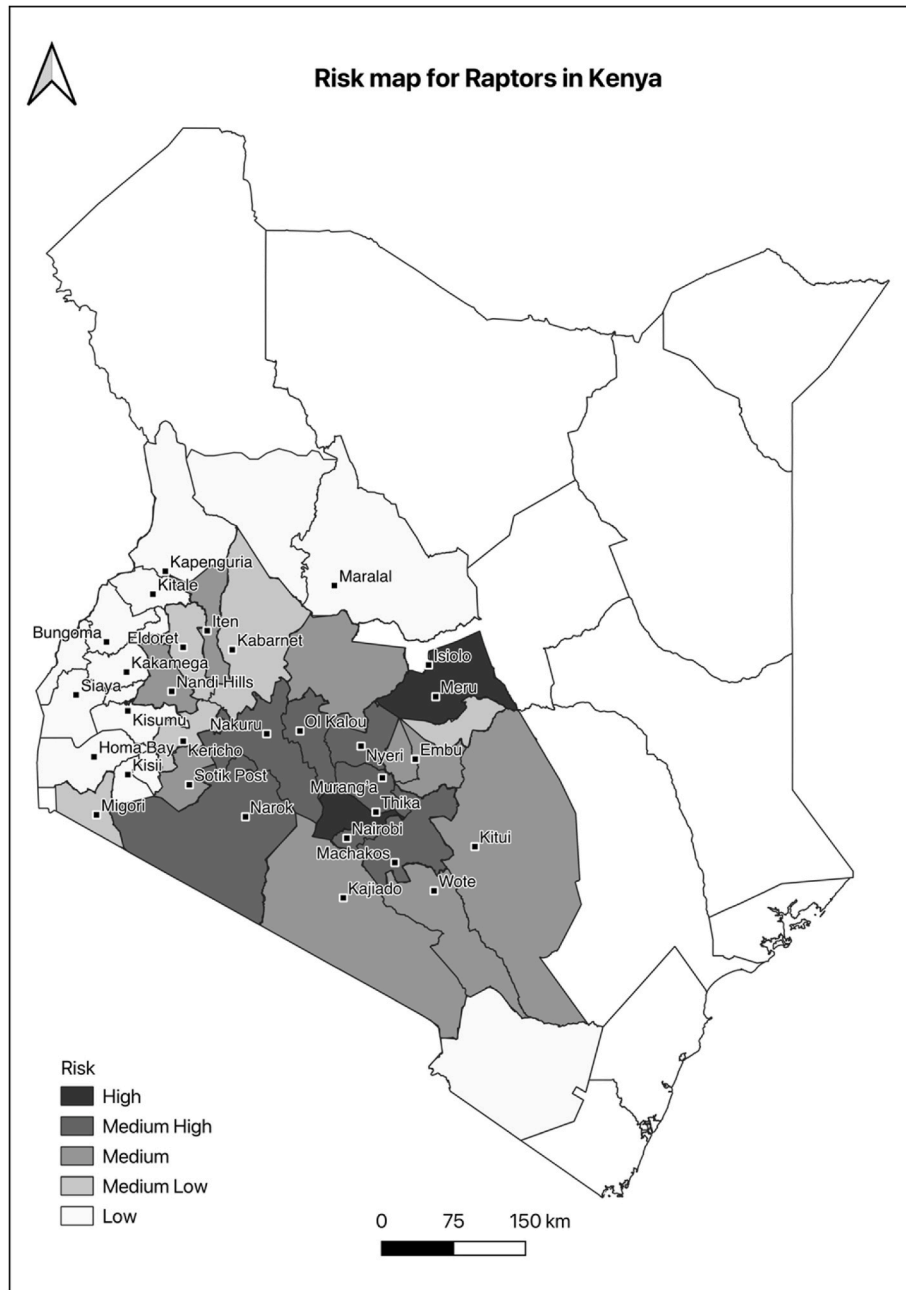 Risk map for Raptors in Kenya
Kapenguria
Maralal
Kitale
Iten
Bungoma
Eldoret
Kabarnet
Isiolo
Kakamega
Meru
Siaya
Nandi-Hills
Kisumu
Nakuru
Ol Kalou
Nyeri
Embu
Homa Bay
Kericho
Kisii
Sotik Post
Murang'a
Migori
Narok
Thika
Nairobi
Kitui
Machakos
Kajiado
Wote
Risk
High
Medium High
Medium
Medium Low
Low
0 75 150 km